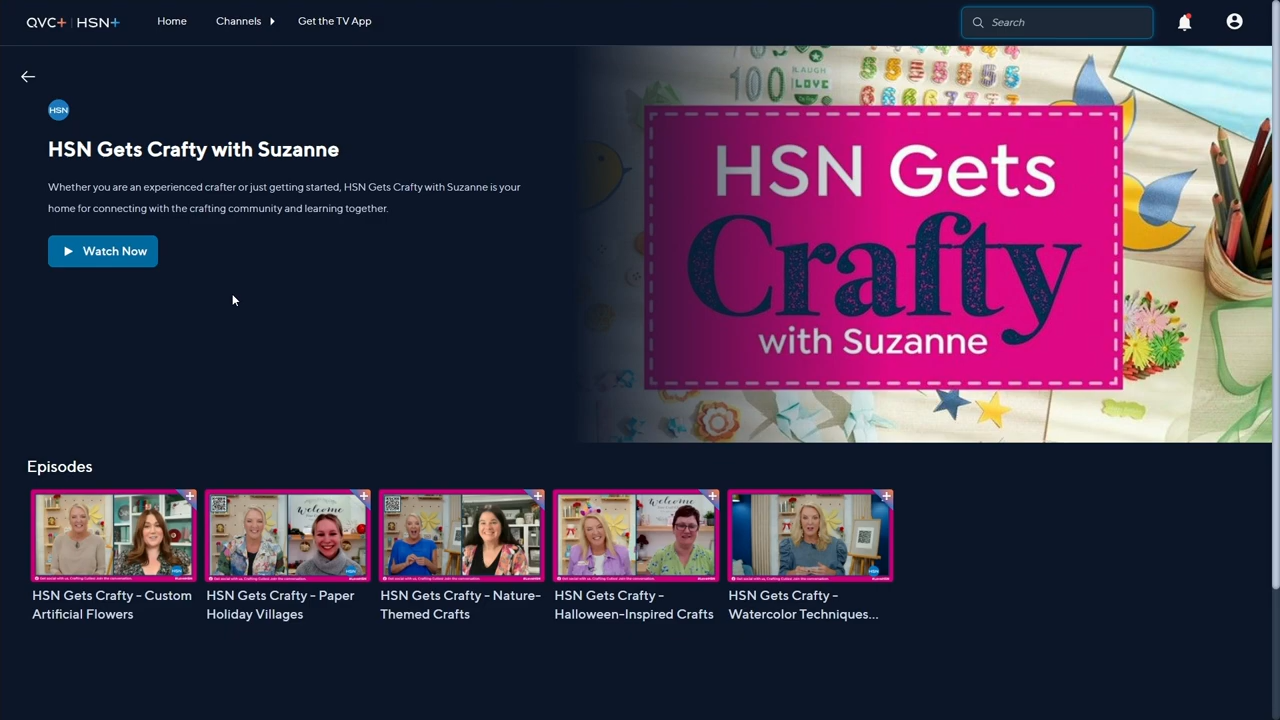 QVC+ | HSN+
Home
Channels
Get the TV App
Search
HSN
HSN Gets Crafty with Suzanne
Whether you are an experienced crafter or just getting started, HSN Gets Crafty with Suzanne is your
home for connecting with the crafting community and learning together.
Watch Now
100
LAUGH
LOVE
HSN Gets
Crafty
with Suzanne
Episodes
HSN Gets Crafty - Custom
Artificial Flowers
HSN Gets Crafty - Paper
Holiday Villages
HSN Gets Crafty - Nature-
Themed Crafts
HSN Gets Crafty -
Halloween-Inspired Crafts
HSN Gets Crafty -
Watercolor Techniques...